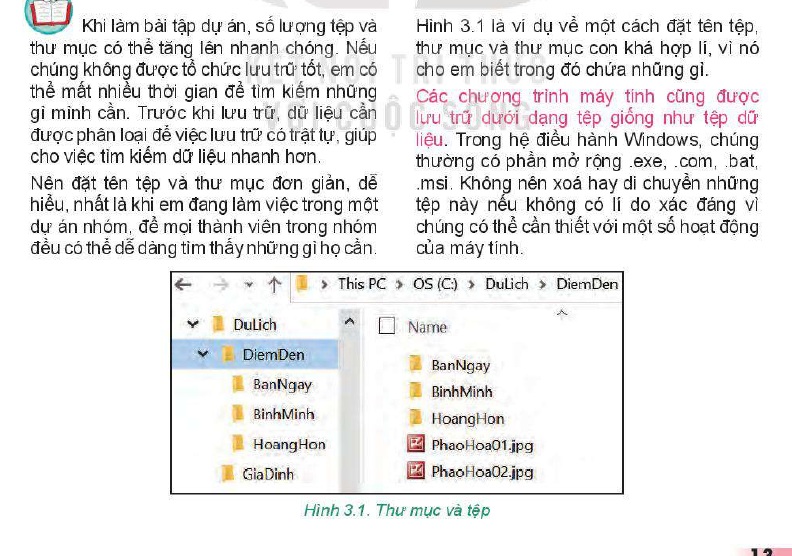 Khi làm bài tập dự án, số lượng tệp và
thư mục có thể tăng lên nhanh chóng. Nếu
chúng không được tổ chức lưu trữ tốt, em có
thể mất nhiều thời gian để tìm kiếm những
gì mình cần. Trước khi lưu trữ, dữ liệu cần
được phân loại để việc lưu trữ có trật tự, giúp
cho việc tìm kiếm dữ liệu nhanh hơn.
Nên đặt tên tệp và thư mục đơn giản, dễ
hiểu, nhất là khi em đang làm việc trong một
dự án nhóm, để mọi thành viên trong nhóm
đều có thể dễ dàng tìm thấy những gì họ cần.
Hình 3.1 là ví dụ về một cách đặt tên tệp,
thư mục và thư mục con khá hợp lí, vì nó
cho em biết trong đó chứa những gì.
Các chương trình máy tính cũng được
lưu trữ dưới dạng tệp giống như tệp dữ
liệu. Trong hệ điều hành Windows, chúng
thường có phần mở rộng .exe, .com, .bat,
.msi. Không nên xoá hay di chuyển những
tệp này nếu không có lí do xác đáng vì
chúng có thể cần thiết với một số hoạt động
của máy tính.
KẾT NỐI TRI THỨC
VỚI CUỘC SỐNG
This PC > OS (C:) > DuLich > DiemDen
DuLich
DiemDen
BanNgay
BinhMinh
HoangHon
GiaDinh
Name
BanNgay
BinhMinh
HoangHon
PhaoHoa01.jpg
PhaoHoa02.jpg
Hình 3.1. Thư mục và tệp
13